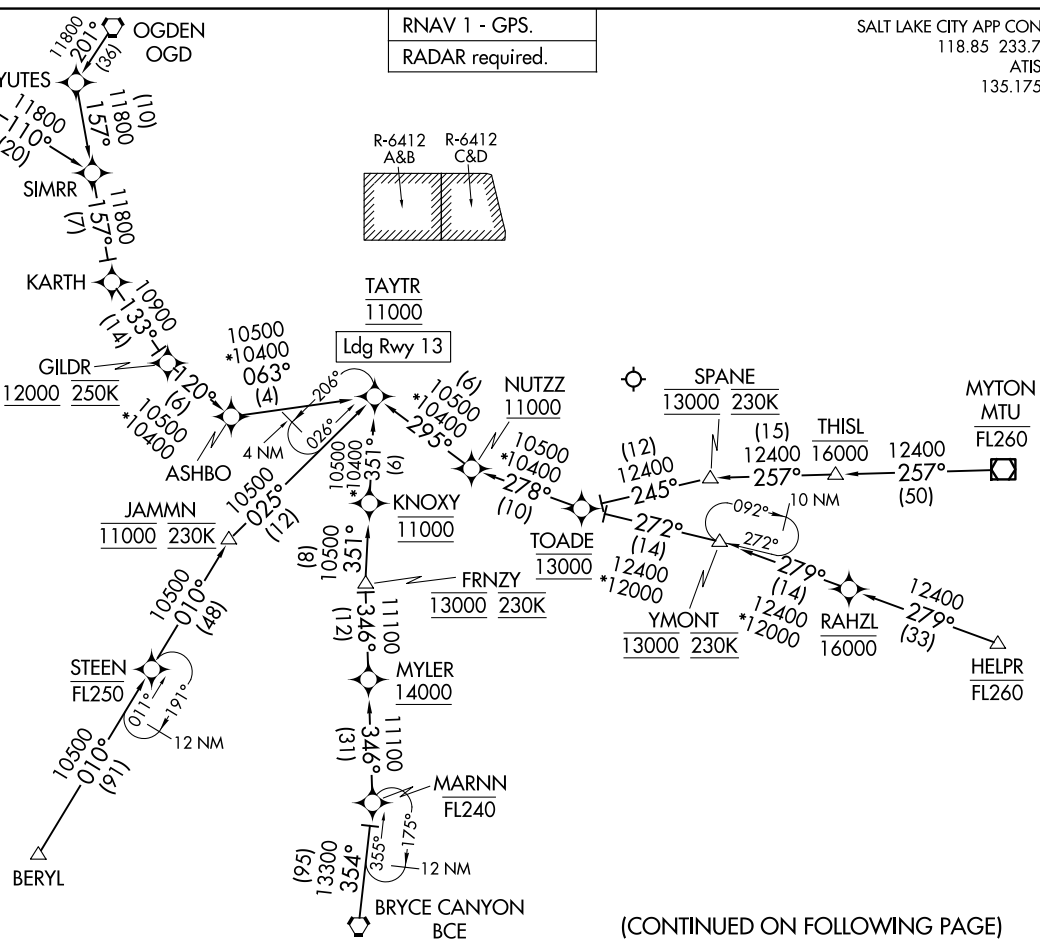 RNAV 1 - GPS.
RADAR required.
SALT LAKE CITY APP CON
118.85 233.7
ATIS
135.175
OGDEN
OGD
11800
201°
(36)
YUTES
11800
110°
(20)
(10)
11800
157°
SIMRR
11800
157°
(7)
KARTH
10900
133°
(14)
GILDR
12000 250K
120°
(6)
10500
*10400
ASHBO
10500
*10400
063°
(4)
R-6412
A&B
R-6412
C&D
TAYTR
11000
Ldg Rwy 13
206°
026°
4 NM
(6)
10500
*10400
295°
NUTZZ
11000
10500
*10400
278°
(10)
TOADE
13000
SPANE
13000 230K
(12)
12400
245°
(15)
12400
257°
THISL
16000
12400
257°
(50)
MYTON
MTU
FL260
092°
272°
10 NM
272°
(14)
12400
*12000
YMONT
13000 230K
279°
(14)
12400
*12000
RAHZL
16000
12400
279°
(33)
HELPR
FL260
JAMMN
11000 230K
10500
025°
(12)
10500
010°
(48)
STEEN
FL250
011°
191°
12 NM
10500
010°
(91)
BERYL
10500
*10400
351°
(6)
KNOXY
11000
(8)
10500
351°
FRNZY
13000 230K
11100
346°
(12)
MYLER
14000
11100
346°
(31)
MARNN
FL240
355°
175°
12 NM
(95)
13300
354°
BRYCE CANYON
BCE
(CONTINUED ON FOLLOWING PAGE)